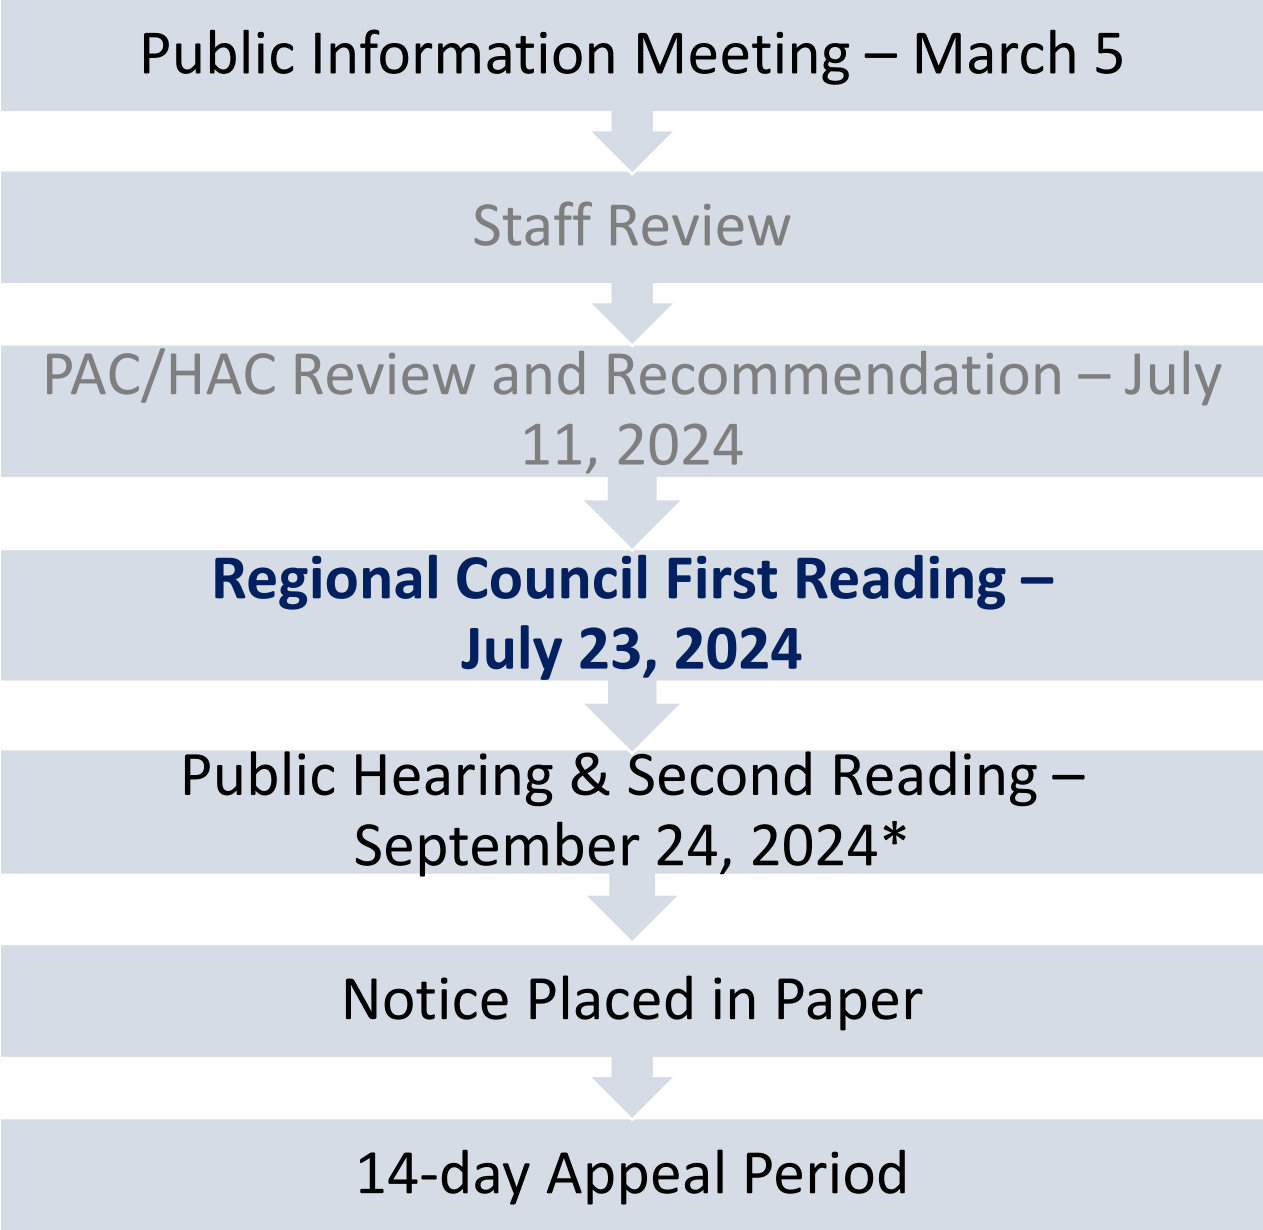 Public Information Meeting – March 5
Staff Review
PAC/HAC Review and Recommendation – July
11, 2024
Regional Council First Reading –
July 23, 2024
Public Hearing & Second Reading –
September 24, 2024*
Notice Placed in Paper
14-day Appeal Period